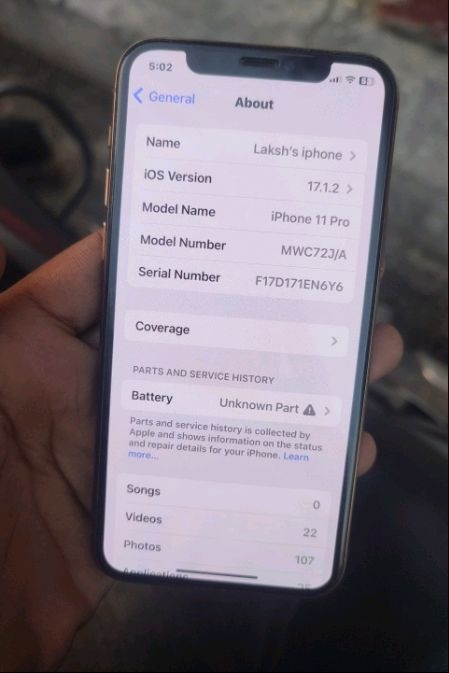 5:02
General
About
Name Laksh's iphone
iOS Version 17.1.2
Model Name iPhone 11 Pro
Model Number MWC72J/A
Serial Number F17D171EN6Y6
Coverage
PARTS AND SERVICE HISTORY
Battery Unknown Part
Parts and service history is collected by
Apple and shows information on the status
and repair details for your iPhone. Learn
more...
Songs 0
Videos 22
Photos 107
Applications